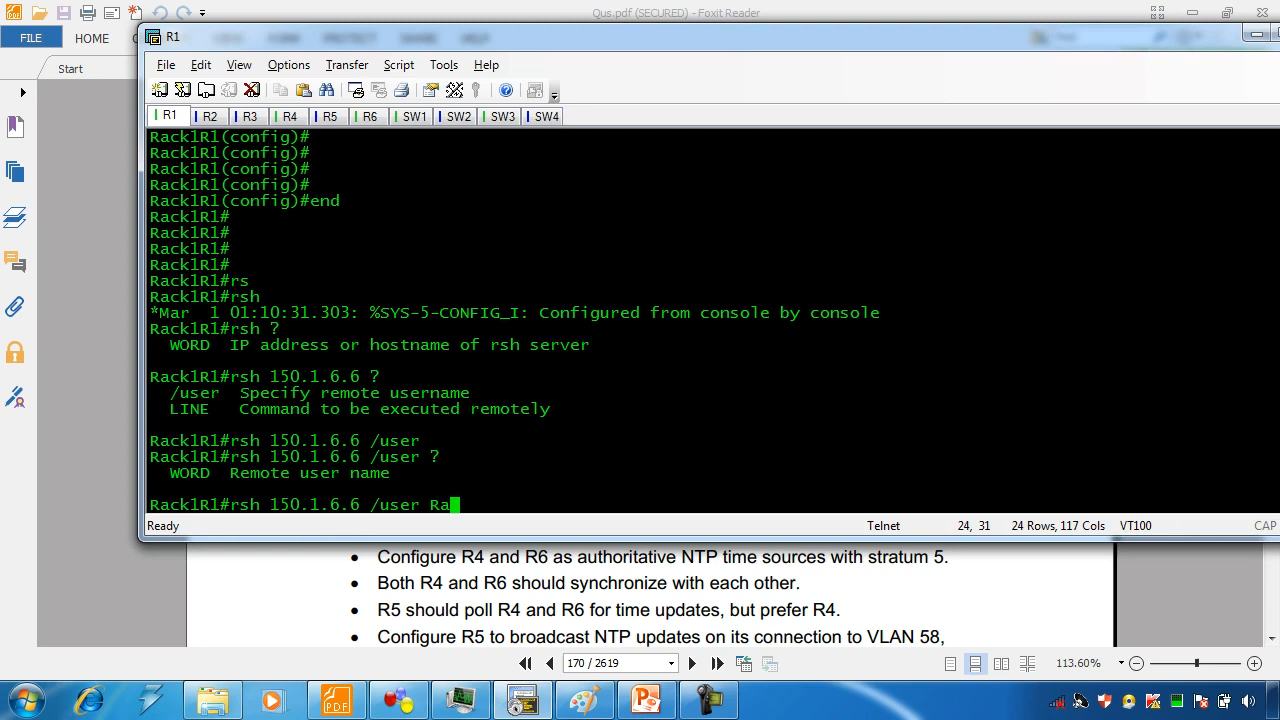 Qus.pdf (SECURED) - Foxit Reader
FILE
HOME
Start
R1
File Edit View Options Transfer Script Tools Help
R1 R2 R3 R4 R5 R6 SW1 SW2 SW3 SW4
Rack1R1(config)#
Rack1R1(config)#
Rack1R1(config)#
Rack1R1(config)#
Rack1R1(config)#end
Rack1R1#
Rack1R1#
Rack1R1#
Rack1R1#
Rack1R1#rs
Rack1R1#rsh
*Mar  1 01:10:31.303: %SYS-5-CONFIG_I: Configured from console by console
Rack1R1#rsh ?
WORD  IP address or hostname of rsh server
Rack1R1#rsh 150.1.6.6 ?
/user  Specify remote username
LINE   Command to be executed remotely
Rack1R1#rsh 150.1.6.6 /user
Rack1R1#rsh 150.1.6.6 /user ?
WORD  Remote user name
Rack1R1#rsh 150.1.6.6 /user Ra
Ready Telnet 24, 31 24 Rows, 117 Cols VT100 CAP
• Configure R4 and R6 as authoritative NTP time sources with stratum 5.
• Both R4 and R6 should synchronize with each other.
• R5 should poll R4 and R6 for time updates, but prefer R4.
• Configure R5 to broadcast NTP updates on its connection to VLAN 58,
170 / 2619
113.60%
PDF